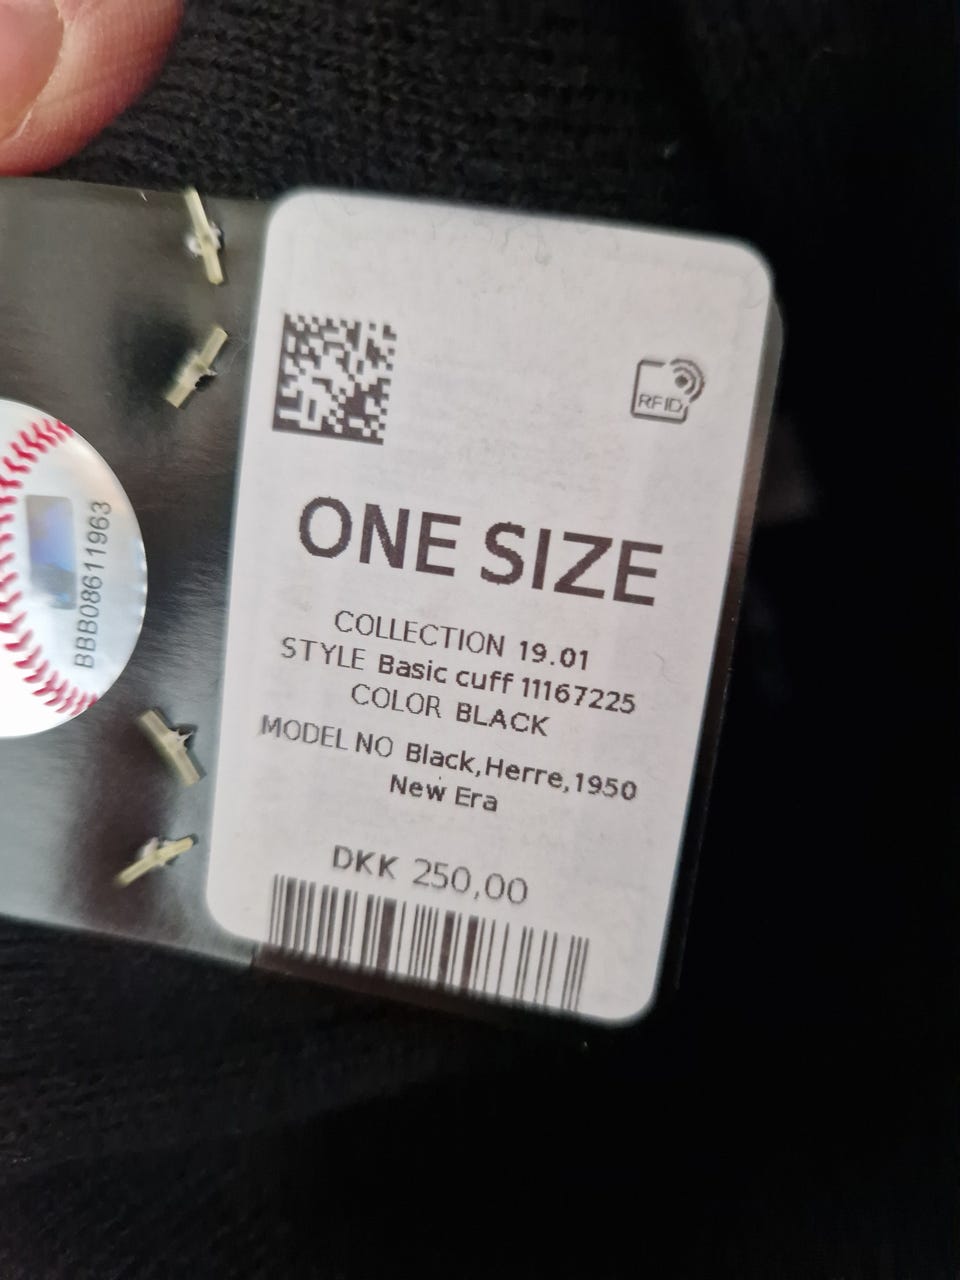 RFID
ONE SIZE
COLLECTION 19.01
STYLE Basic cuff 11167225
COLOR BLACK
MODEL NO Black,Herre,1950
New Era
DKK 250,00
BBB08611963